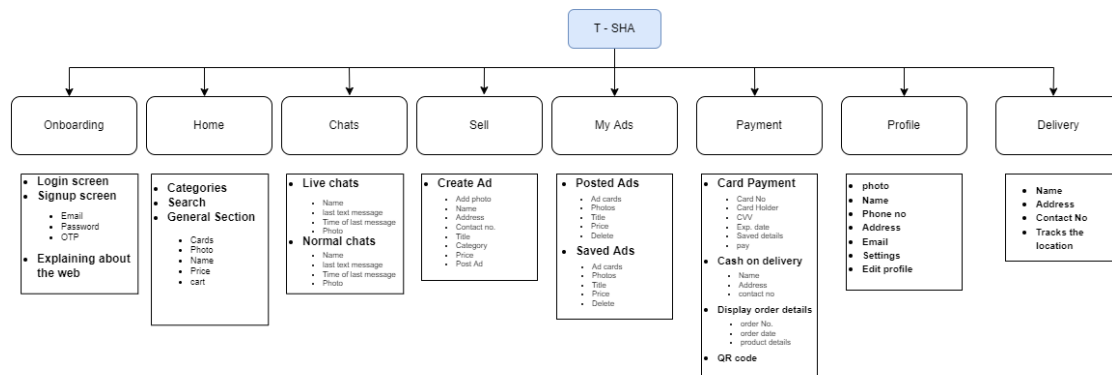 T - SHA
Onboarding
Home
Chats
Sell
My Ads
Payment
Profile
Delivery
Login screen
Signup screen
Email
Password
OTP
Explaining about
the web
Categories
Search
General Section
Cards
Photo
Name
Price
cart
Live chats
Name
last text message
Time of last message
Photo
Normal chats
Name
last text message
Time of last message
Photo
Create Ad
Add photo
Name
Address
Contact no.
Title
Category
Price
Post Ad
Posted Ads
Ad cards
Photos
Title
Price
Delete
Saved Ads
Ad cards
Photos
Title
Price
Delete
Card Payment
Card No
Card Holder
CVV
Exp. date
Saved details
pay
Cash on delivery
Name
Address
contact no
Display order details
order No.
order date
product details
QR code
photo
Name
Phone no
Address
Email
Settings
Edit profile
Name
Address
Contact No
Tracks the
location